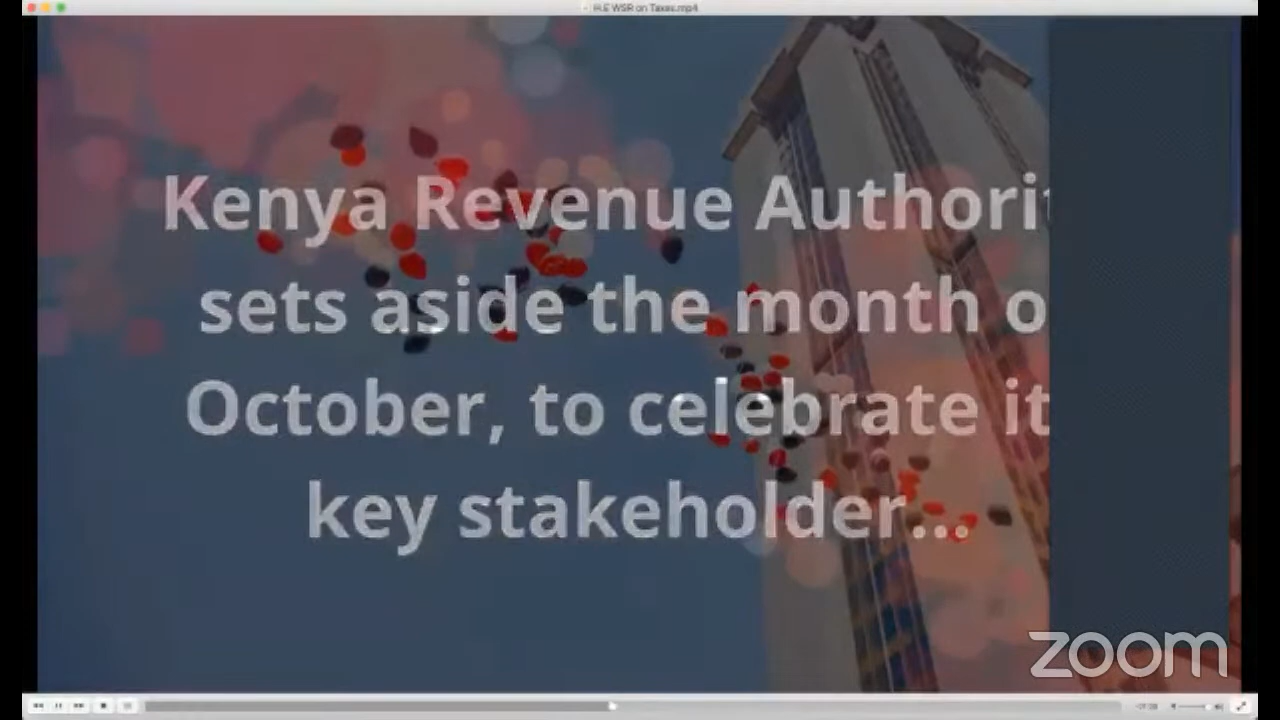 H.E WSR on Taxes.mp4
Kenya Revenue Authorit
sets aside the month o
October, to celebrate it
key stakeholder...
zoom